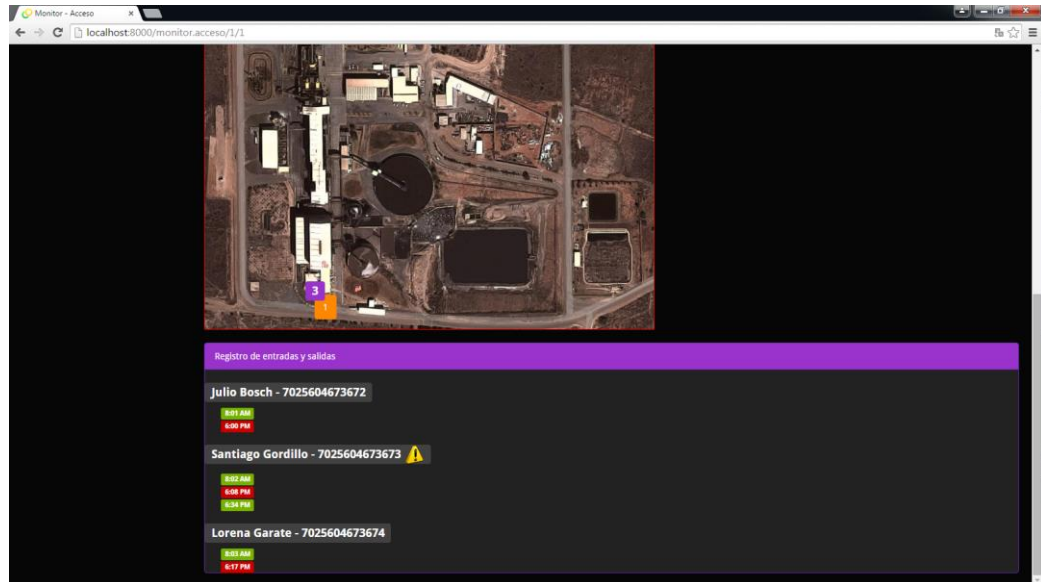 Monitor - Acceso
localhost:8000/monitor.acceso/1/1
3
1
Registro de entradas y salidas
Julio Bosch - 7025604673672
8:01 AM
6:00 PM
Santiago Gordillo - 7025604673673
8:02 AM
6:08 PM
6:34 PM
Lorena Garate - 7025604673674
8:03 AM
6:17 PM